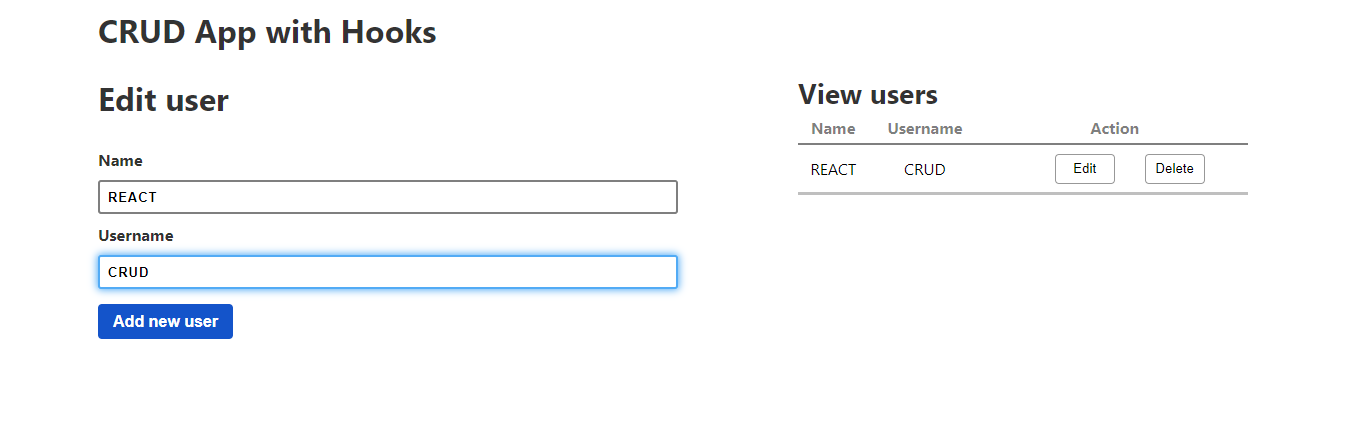 CRUD App with Hooks
Edit user
Name
REACT
Username
CRUD
Add new user
View users
Name Username Action
REACT CRUD Edit Delete